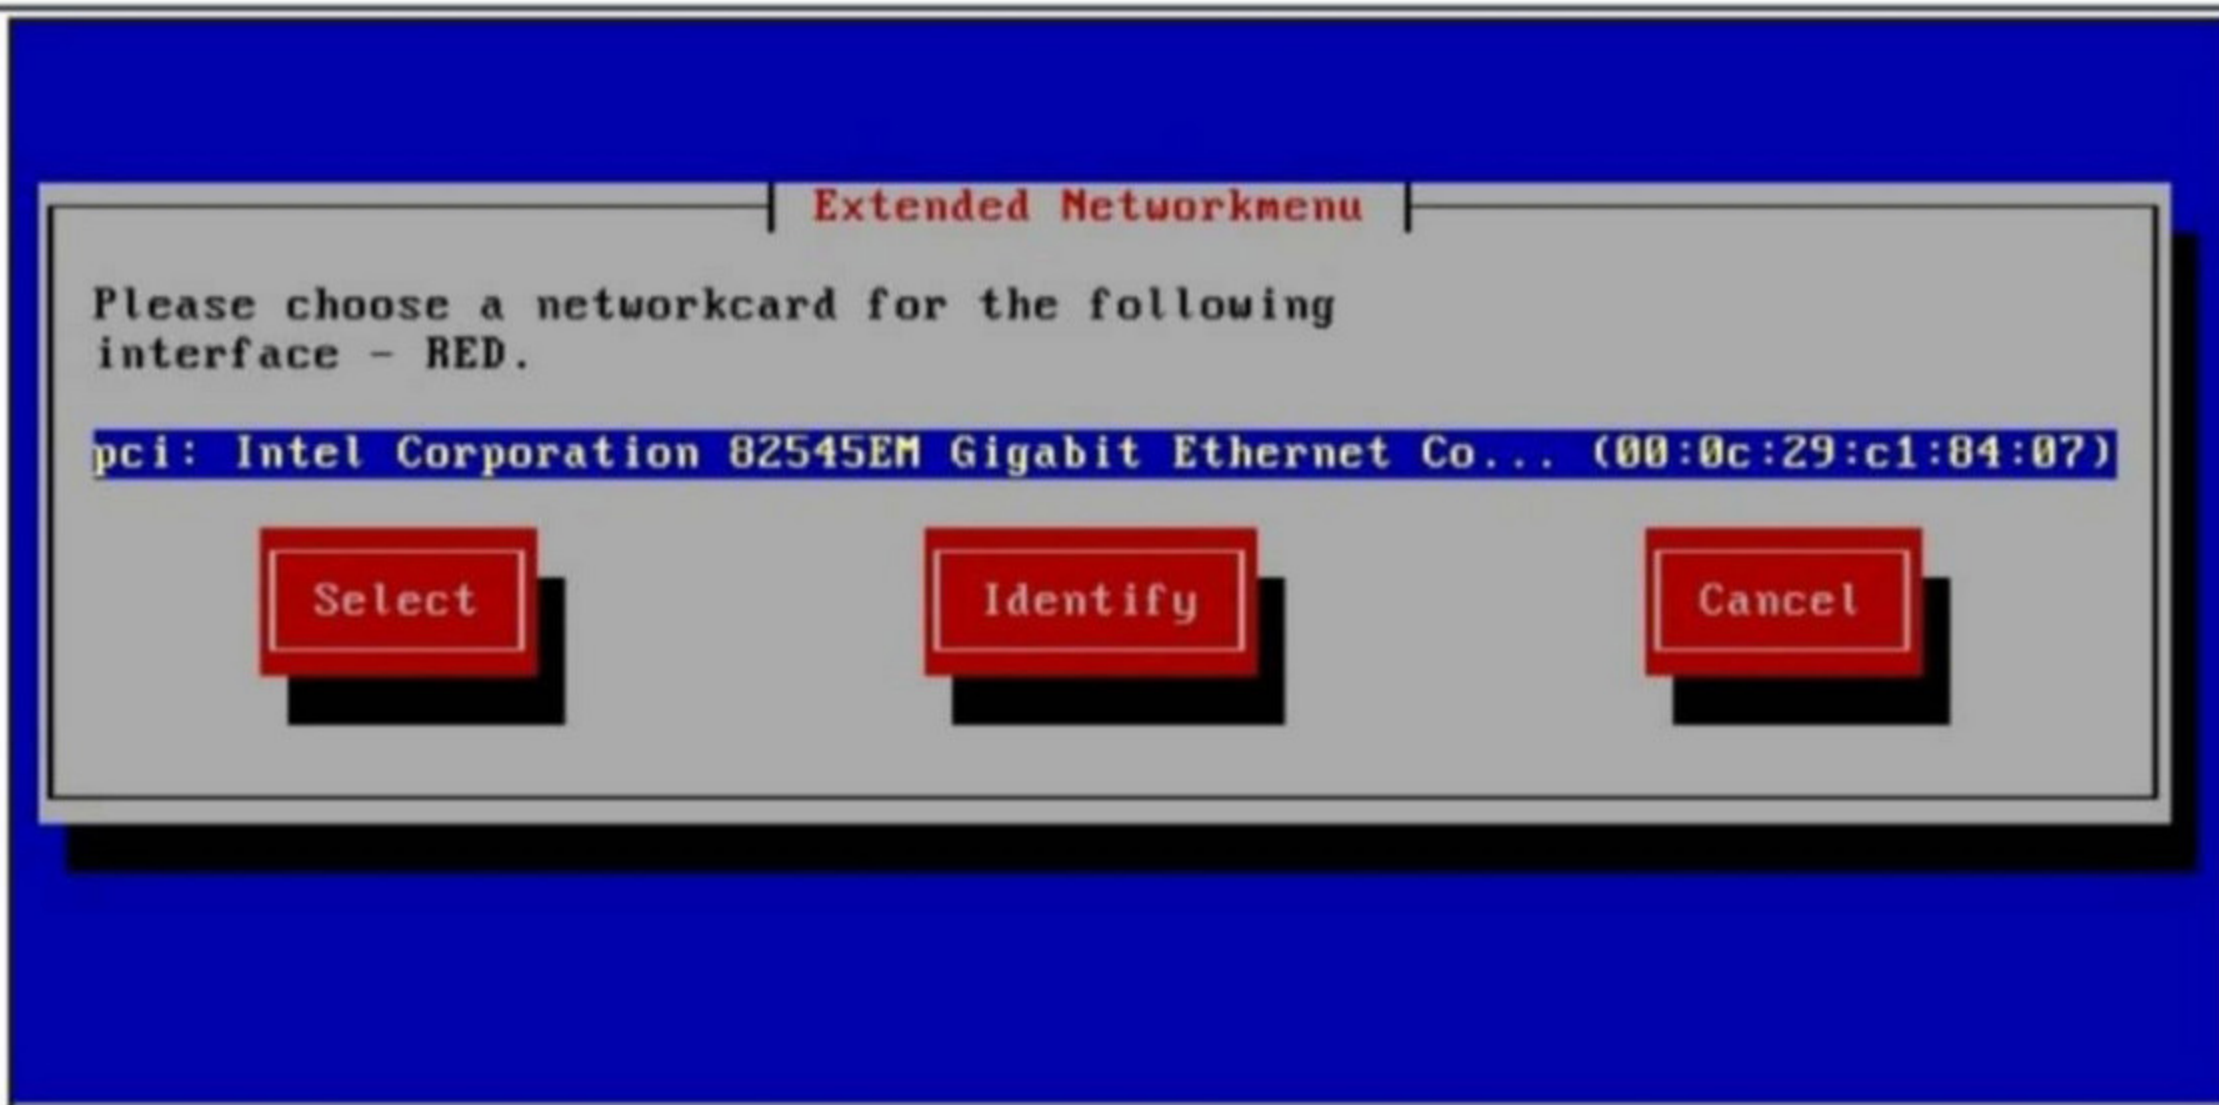 Extended Networkmenu
Please choose a networkcard for the following
interface - RED.
pci: Intel Corporation 82545EM Gigabit Ethernet Co... (00:0c:29:c1:84:07)
Select Identify Cancel